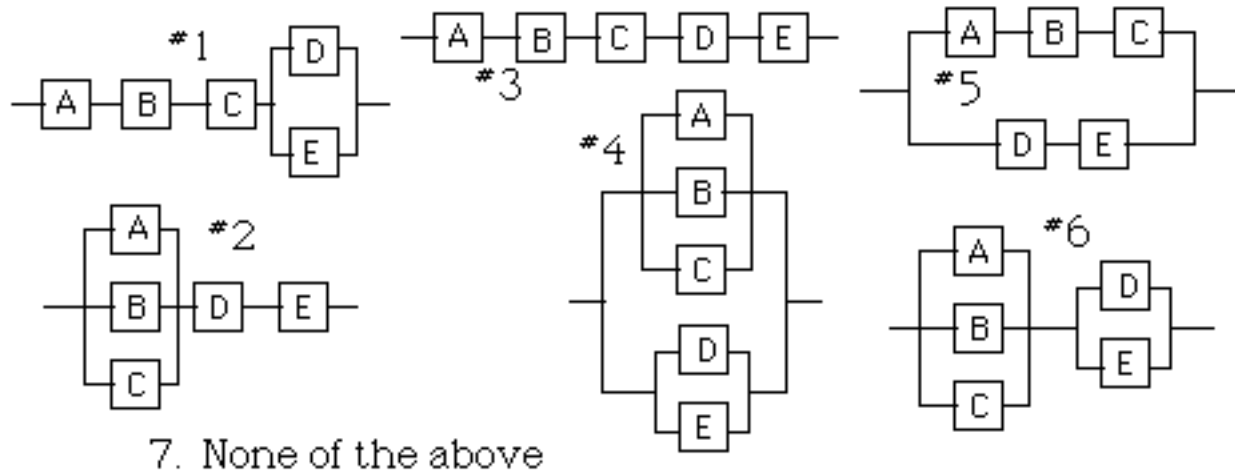 #1
A B C D E
#3
A B C D E
#5
A B C
D E
#2
A
B D E
C
#4
A
B
C
D
E
#6
A
B
C
D
E
7. None of the above